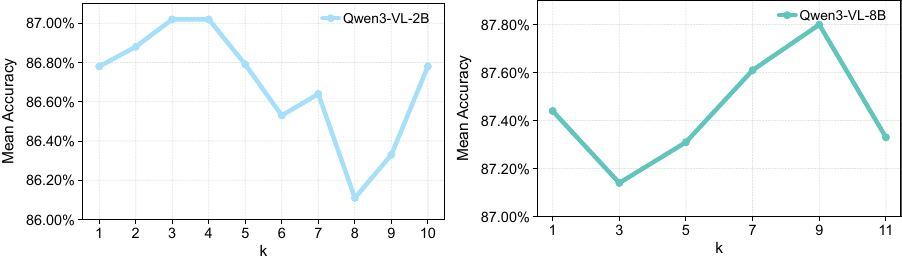 Qwen3-VL-2B
Mean Accuracy
87.00%
86.80%
86.60%
86.40%
86.20%
86.00%
1 2 3 4 5 6 7 8 9 10
k
Qwen3-VL-8B
Mean Accuracy
87.80%
87.60%
87.40%
87.20%
87.00%
1 3 5 7 9 11
k